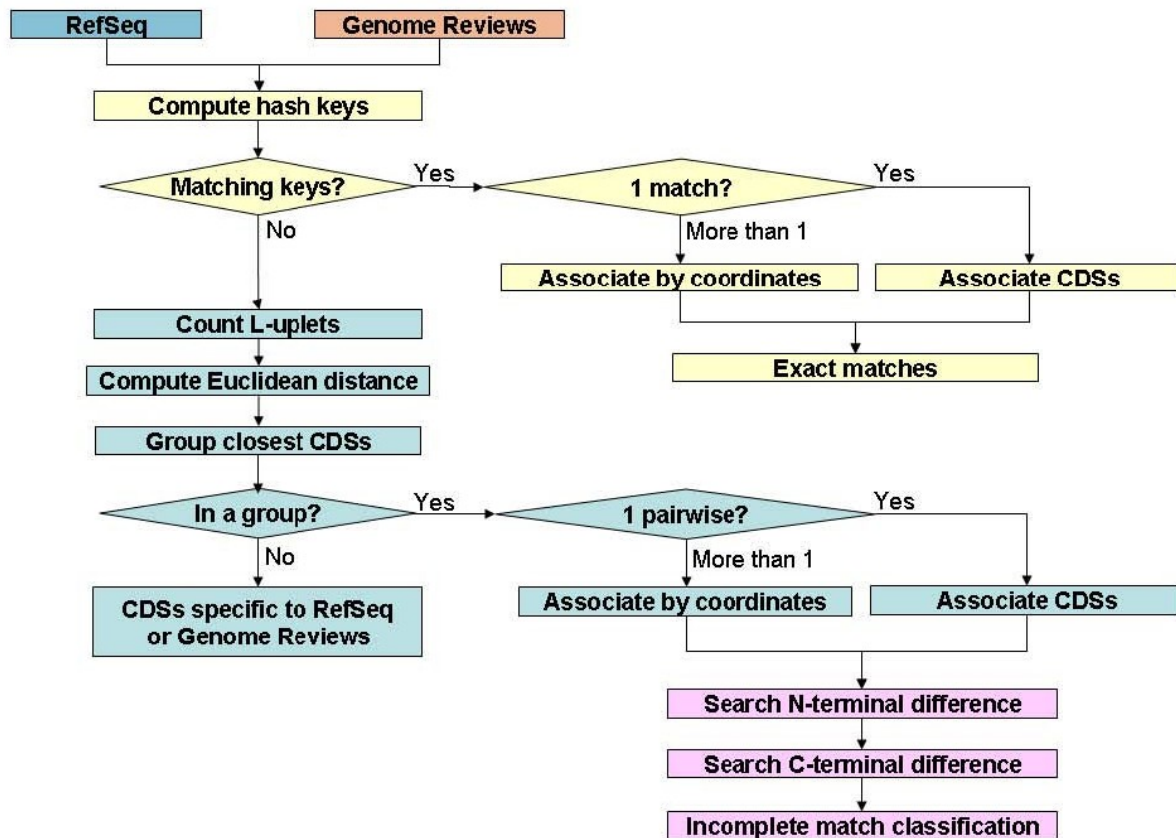 RefSeq
Genome Reviews
Compute hash keys
Matching keys?
Yes
1 match?
Yes
No
More than 1
Associate by coordinates
Associate CDSs
Count L-uplets
Exact matches
Compute Euclidean distance
Group closest CDSs
In a group?
Yes
1 pairwise?
Yes
No
More than 1
CDSs specific to RefSeq
or Genome Reviews
Associate by coordinates
Associate CDSs
Search N-terminal difference
Search C-terminal difference
Incomplete match classification